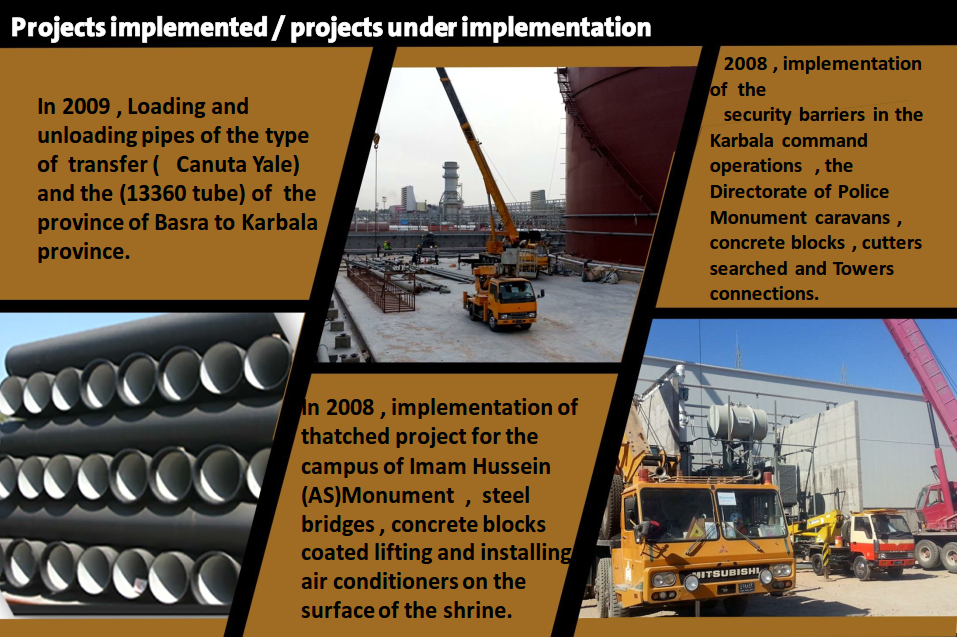 Projects implemented / projects under implementation
In 2009 , Loading and
unloading pipes of the type
of transfer ( Canuta Yale)
and the (13360 tube) of the
province of Basra to Karbala
province.
2008 , implementation
of the
security barriers in the
Karbala command
operations , the
Directorate of Police
Monument caravans ,
concrete blocks , cutters
searched and Towers
connections.
In 2008 , implementation of
thatched project for the
campus of Imam Hussein
(AS)Monument , steel
bridges , concrete blocks
coated lifting and installing
air conditioners on the
surface of the shrine.
MITSUBISHI